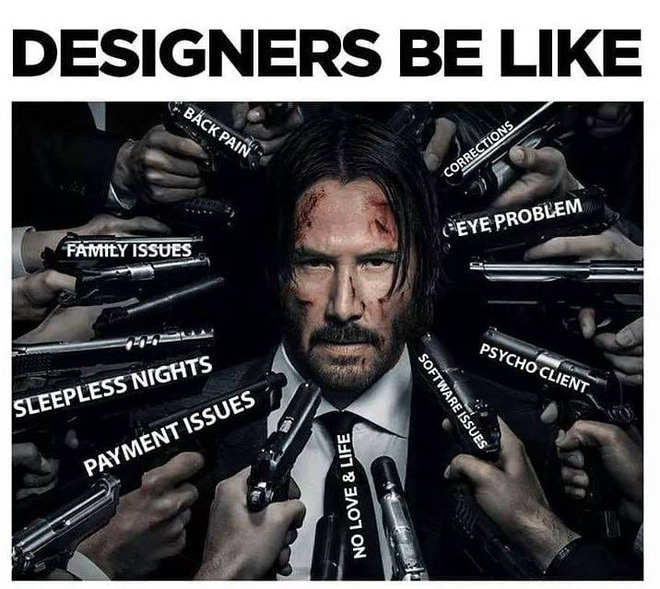 DESIGNERS BE LIKE
BACK PAIN
CORRECTIONS
EYE PROBLEM
FAMILY ISSUES
SLEEPLESS NIGHTS
PSYCHO CLIENT
SOFTWARE ISSUES
PAYMENT ISSUES
NO LOVE & LIFE